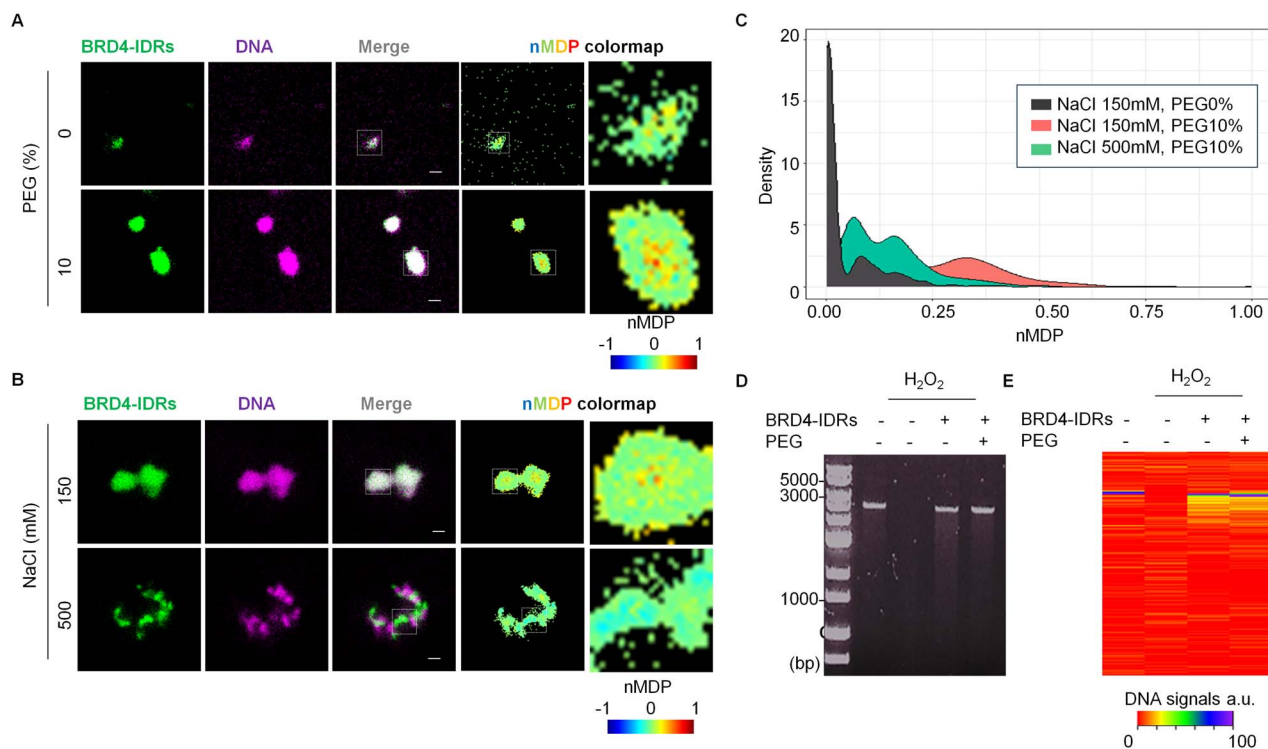 A
BRD4-IDRs DNA Merge nMDP colormap
PEG (%)
0
10
nMDP
-1 0 1
B
BRD4-IDRs DNA Merge nMDP colormap
NaCl (mM)
150
500
nMDP
-1 0 1
C
Density
20
15
10
5
0
NaCl 150mM, PEG0%
NaCl 150mM, PEG10%
NaCl 500mM, PEG10%
0.00 0.25 0.50 0.75 1.00
nMDP
D
H₂O₂
BRD4-IDRs - - + +
PEG - - - +
5000-
3000-
1000-
(bp)
E
H₂O₂
BRD4-IDRs - - + +
PEG - - - +
DNA signals a.u.
0 100